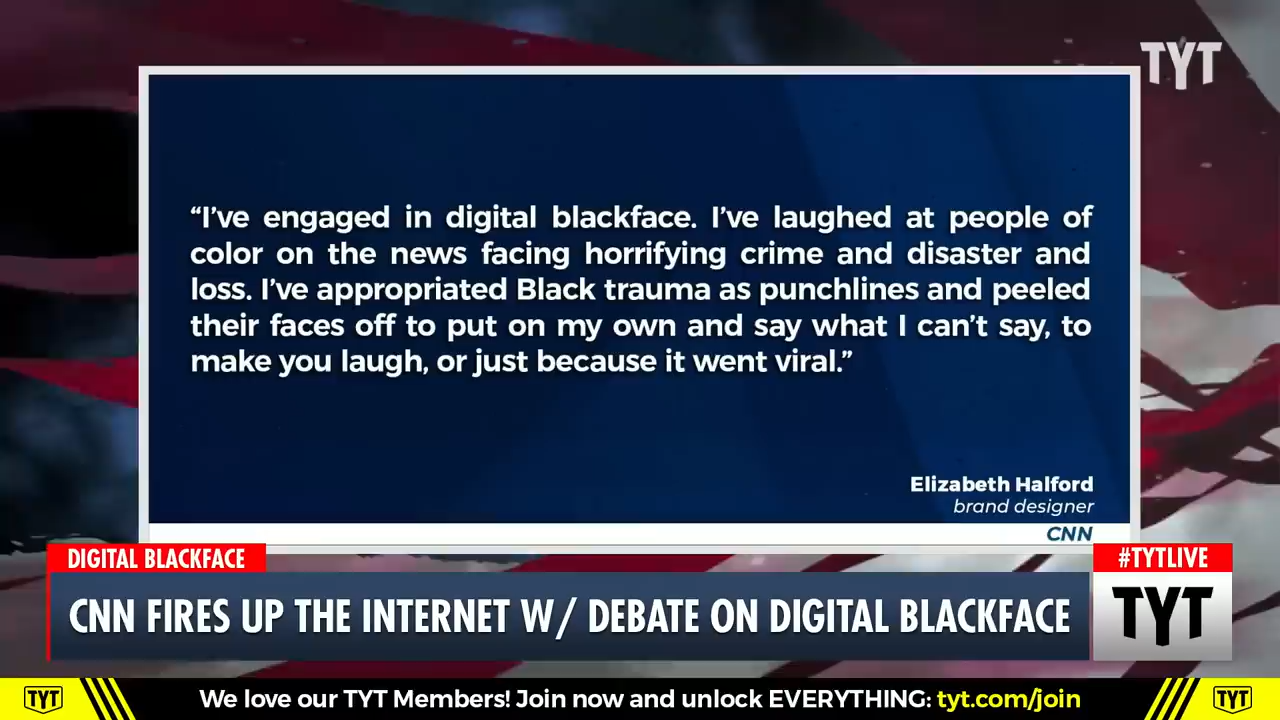 TYT
“I’ve engaged in digital blackface. I’ve laughed at people of
color on the news facing horrifying crime and disaster and
loss. I’ve appropriated Black trauma as punchlines and peeled
their faces off to put on my own and say what I can’t say, to
make you laugh, or just because it went viral.”
Elizabeth Halford
brand designer
CNN
DIGITAL BLACKFACE
#TYTLIVE
CNN FIRES UP THE INTERNET W/ DEBATE ON DIGITAL BLACKFACE
TYT
TYT
We love our TYT Members! Join now and unlock EVERYTHING: tyt.com/join
TYT